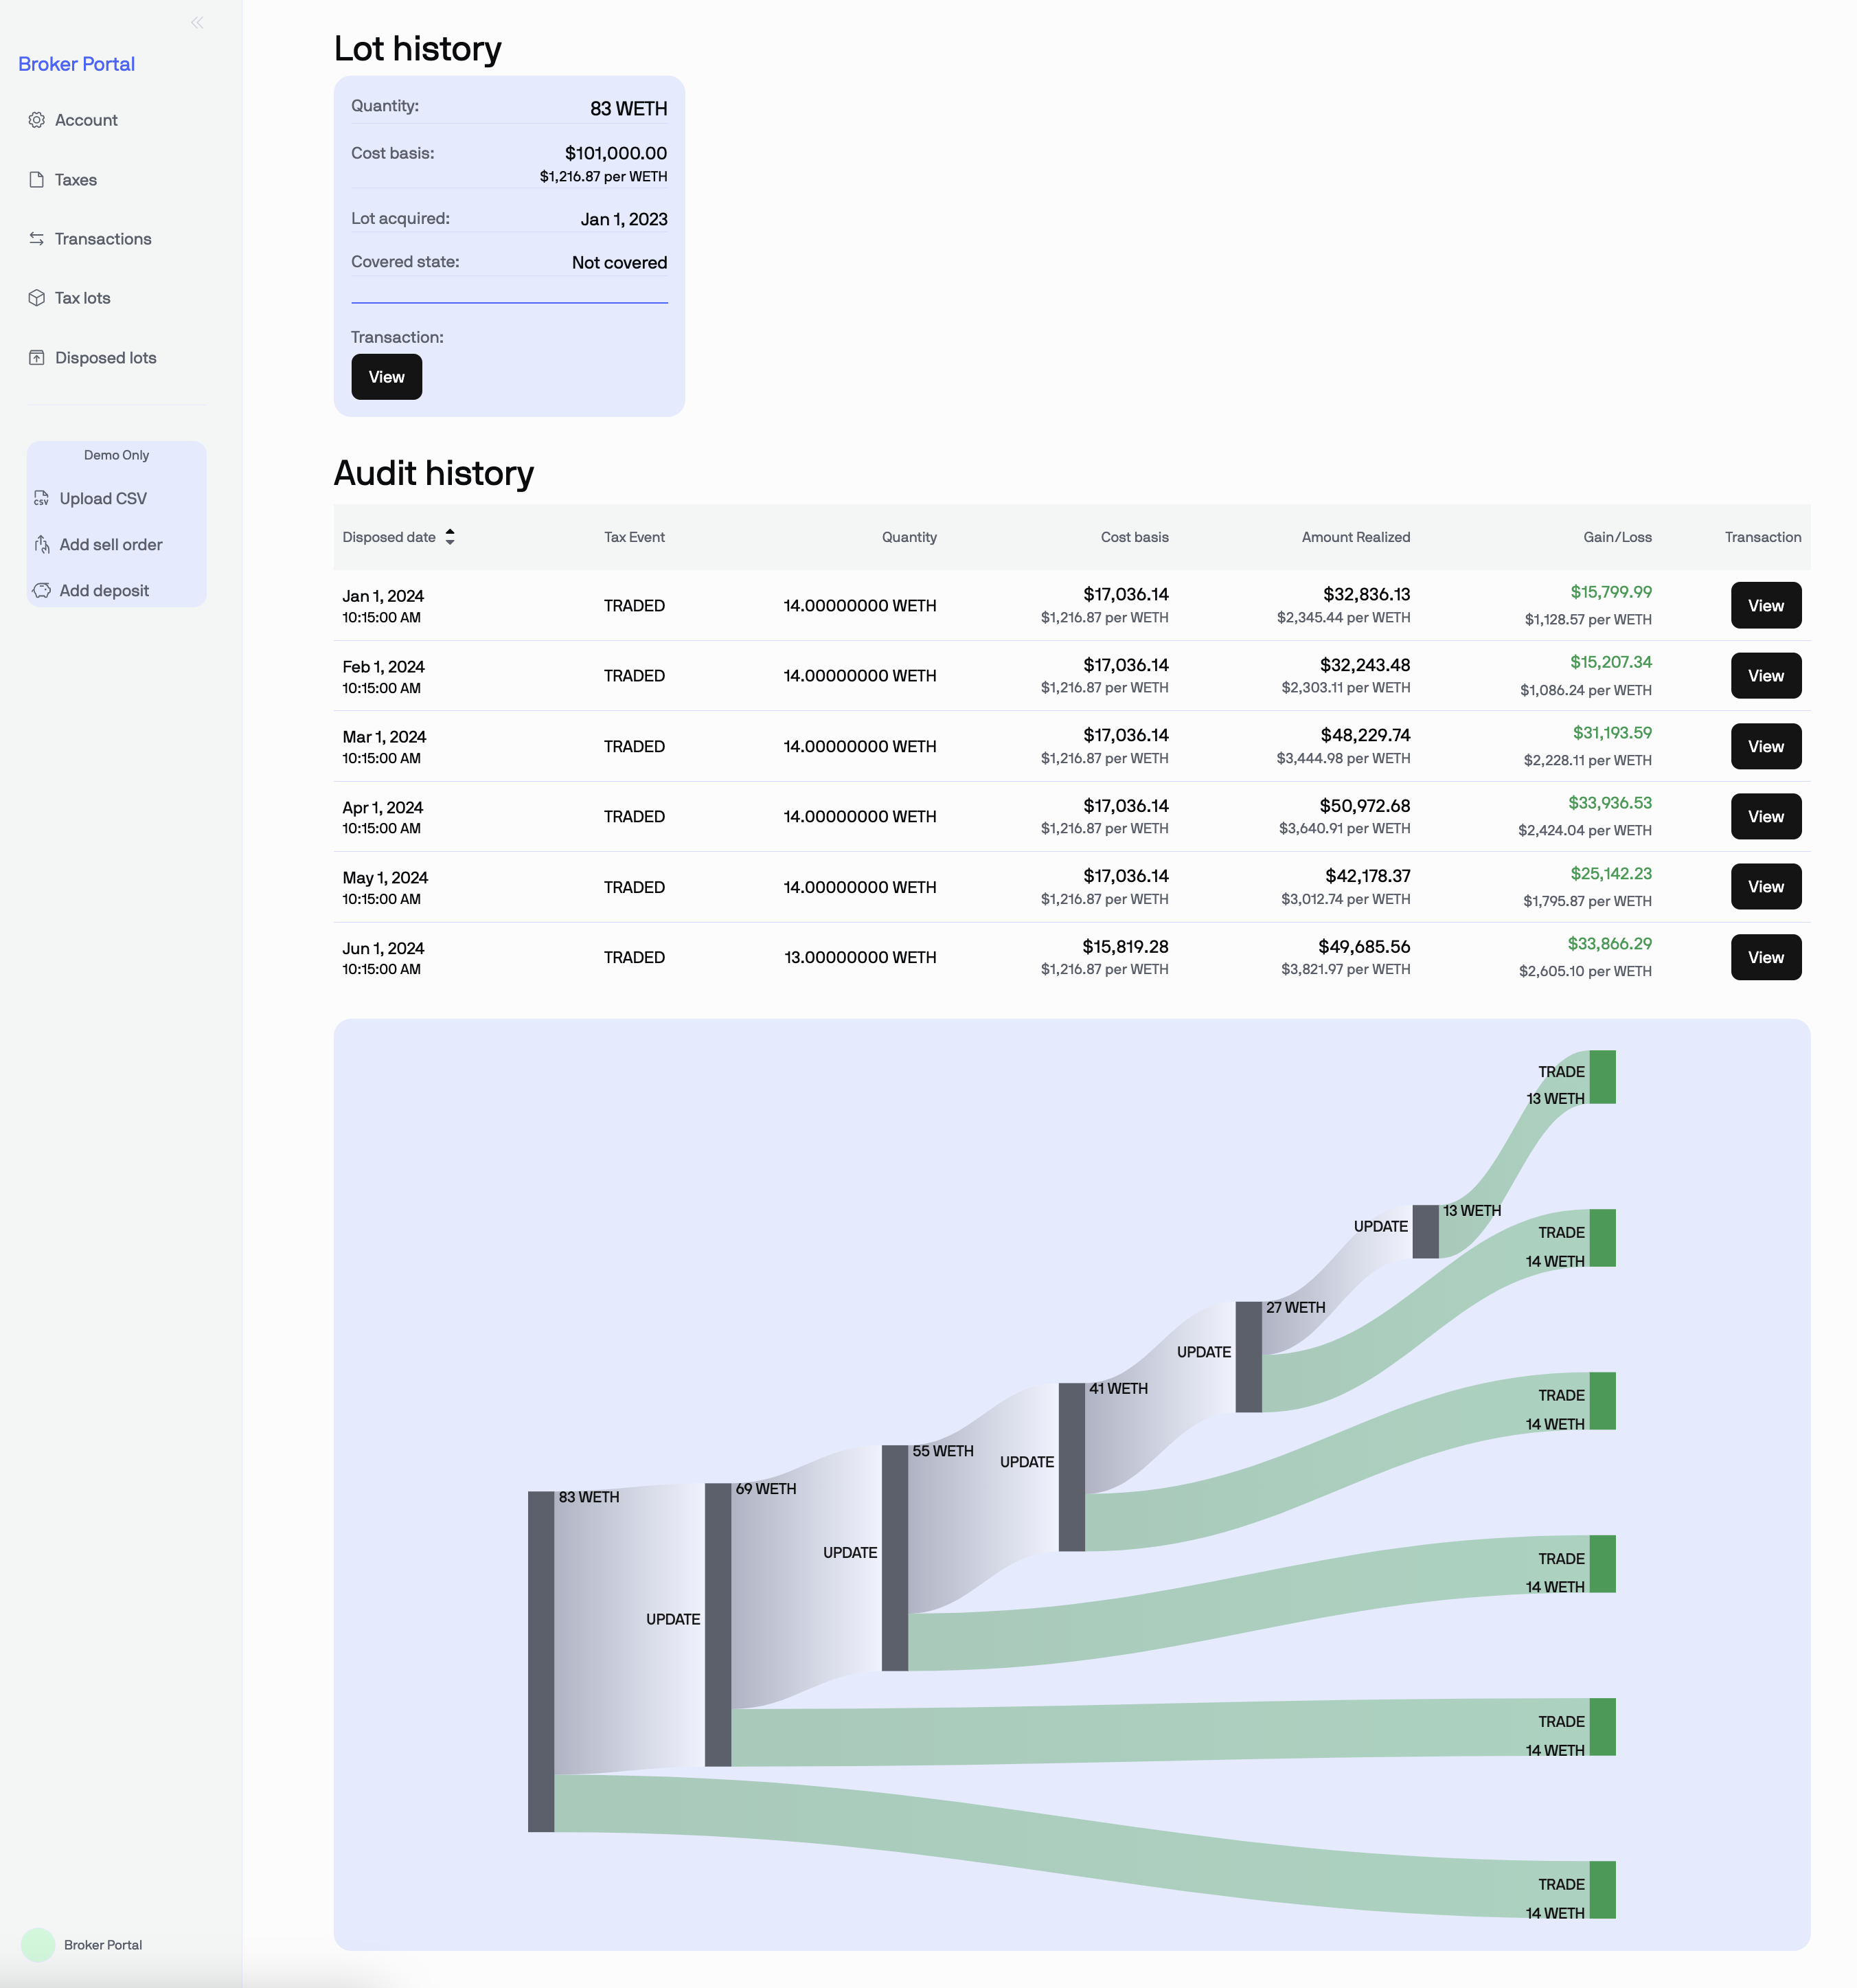 Broker Portal
Account
Taxes
Transactions
Tax lots
Disposed lots
Demo Only
CSV
Upload CSV
Add sell order
Add deposit
Broker Portal
Lot history
Quantity: 83 WETH
Cost basis: $101,000.00
$1,216.87 per WETH
Lot acquired: Jan 1, 2023
Covered state: Not covered
Transaction:
View
Audit history
Disposed date Tax Event Quantity Cost basis Amount Realized Gain/Loss Transaction
Jan 1, 2024 TRADED 14.00000000 WETH $17,036.14 $32,836.13 $15,799.99 View
10:15:00 AM $1,216.87 per WETH $2,345.44 per WETH $1,128.57 per WETH
Feb 1, 2024 TRADED 14.00000000 WETH $17,036.14 $32,243.48 $15,207.34 View
10:15:00 AM $1,216.87 per WETH $2,303.11 per WETH $1,086.24 per WETH
Mar 1, 2024 TRADED 14.00000000 WETH $17,036.14 $48,229.74 $31,193.59 View
10:15:00 AM $1,216.87 per WETH $3,444.98 per WETH $2,228.11 per WETH
Apr 1, 2024 TRADED 14.00000000 WETH $17,036.14 $50,972.68 $33,936.53 View
10:15:00 AM $1,216.87 per WETH $3,640.91 per WETH $2,424.04 per WETH
May 1, 2024 TRADED 14.00000000 WETH $17,036.14 $42,178.37 $25,142.23 View
10:15:00 AM $1,216.87 per WETH $3,012.74 per WETH $1,795.87 per WETH
Jun 1, 2024 TRADED 13.00000000 WETH $15,819.28 $49,685.56 $33,866.29 View
10:15:00 AM $1,216.87 per WETH $3,821.97 per WETH $2,605.10 per WETH
TRADE
13 WETH
13 WETH
UPDATE
TRADE
14 WETH
27 WETH
UPDATE
41 WETH
TRADE
14 WETH
55 WETH
UPDATE
69 WETH
83 WETH
UPDATE
TRADE
14 WETH
UPDATE
TRADE
14 WETH
TRADE
14 WETH